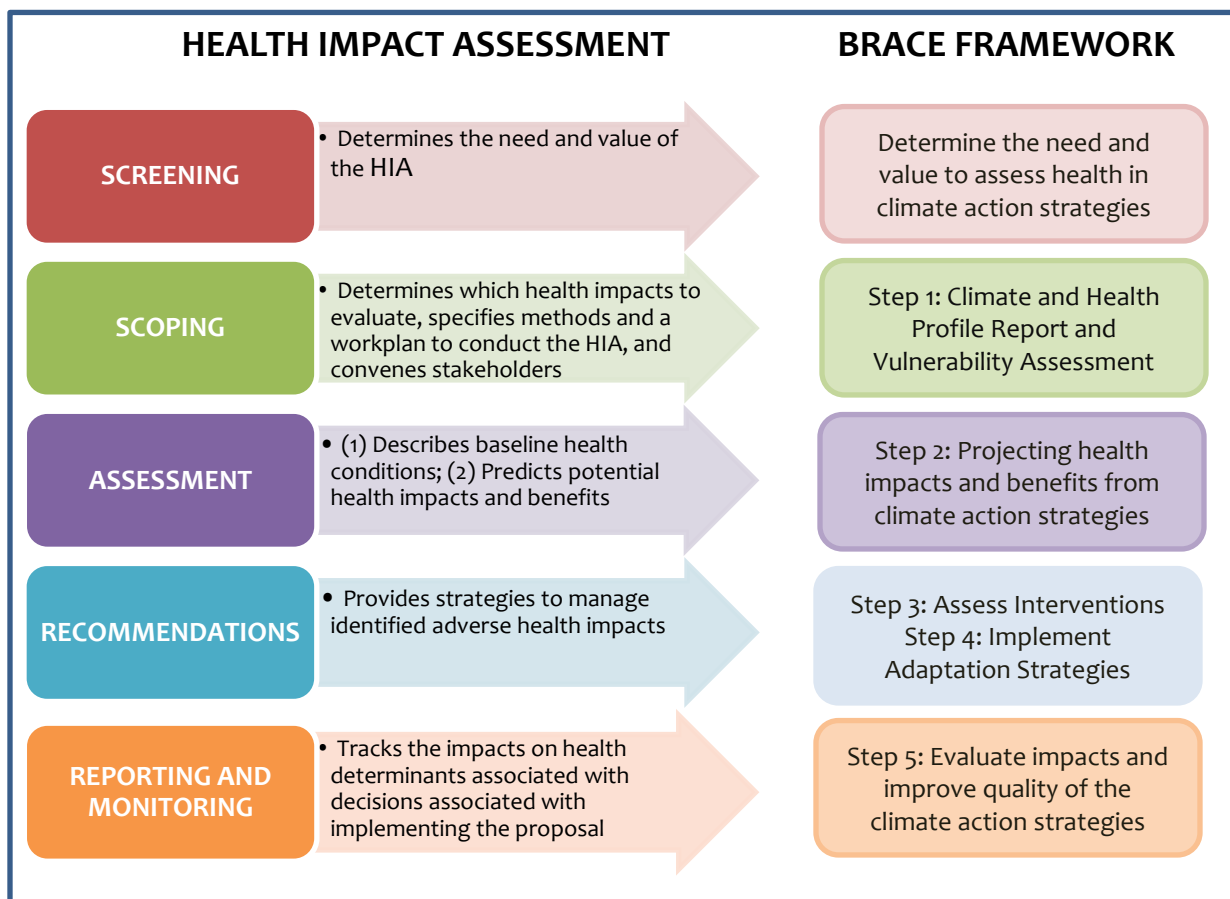 HEALTH IMPACT ASSESSMENT
BRACE FRAMEWORK
SCREENING
• Determines the need and value of
the HIA
Determine the need and
value to assess health in
climate action strategies
SCOPING
• Determines which health impacts to
evaluate, specifies methods and a
workplan to conduct the HIA, and
convenes stakeholders
Step 1: Climate and Health
Profile Report and
Vulnerability Assessment
ASSESSMENT
• (1) Describes baseline health
conditions; (2) Predicts potential
health impacts and benefits
Step 2: Projecting health
impacts and benefits from
climate action strategies
RECOMMENDATIONS
• Provides strategies to manage
identified adverse health impacts
Step 3: Assess Interventions
Step 4: Implement
Adaptation Strategies
REPORTING AND
MONITORING
• Tracks the impacts on health
determinants associated with
decisions associated with
implementing the proposal
Step 5: Evaluate impacts and
improve quality of the
climate action strategies